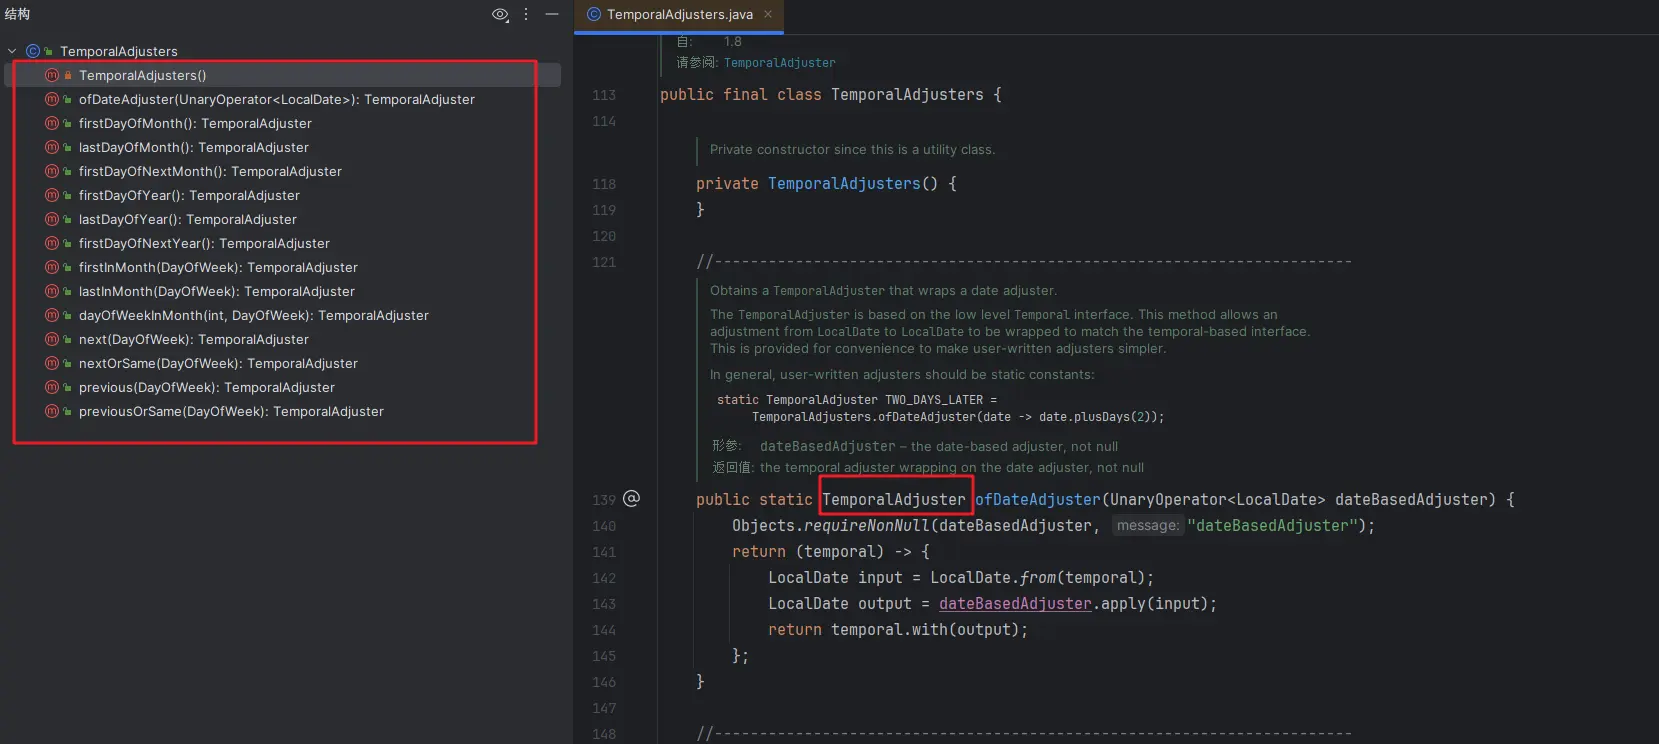 结构
TemporalAdjusters
TemporalAdjusters()
ofDateAdjuster(UnaryOperator<LocalDate>): TemporalAdjuster
firstDayOfMonth(): TemporalAdjuster
lastDayOfMonth(): TemporalAdjuster
firstDayOfNextMonth(): TemporalAdjuster
firstDayOfYear(): TemporalAdjuster
lastDayOfYear(): TemporalAdjuster
firstDayOfNextYear(): TemporalAdjuster
firstInMonth(DayOfWeek): TemporalAdjuster
lastInMonth(DayOfWeek): TemporalAdjuster
dayOfWeekInMonth(int, DayOfWeek): TemporalAdjuster
next(DayOfWeek): TemporalAdjuster
nextOrSame(DayOfWeek): TemporalAdjuster
previous(DayOfWeek): TemporalAdjuster
previousOrSame(DayOfWeek): TemporalAdjuster
TemporalAdjusters.java
自: 1.8
请参阅: TemporalAdjuster
113 public final class TemporalAdjusters {
114
Private constructor since this is a utility class.
118 private TemporalAdjusters() {
119 }
120
121 //-----------------------------------------------------------------------
Obtains a TemporalAdjuster that wraps a date adjuster.
The TemporalAdjuster is based on the low level Temporal interface. This method allows an
adjustment from LocalDate to LocalDate to be wrapped to match the temporal-based interface.
This is provided for convenience to make user-written adjusters simpler.
In general, user-written adjusters should be static constants:
static TemporalAdjuster TWO_DAYS_LATER =
TemporalAdjusters.ofDateAdjuster(date -> date.plusDays(2));
形参: dateBasedAdjuster – the date-based adjuster, not null
返回值: the temporal adjuster wrapping on the date adjuster, not null
139 @ public static TemporalAdjuster ofDateAdjuster(UnaryOperator<LocalDate> dateBasedAdjuster) {
140 Objects.requireNonNull(dateBasedAdjuster, message: "dateBasedAdjuster");
141 return (temporal) -> {
142 LocalDate input = LocalDate.from(temporal);
143 LocalDate output = dateBasedAdjuster.apply(input);
144 return temporal.with(output);
145 };
146 }
147
148 //-----------------------------------------------------------------------